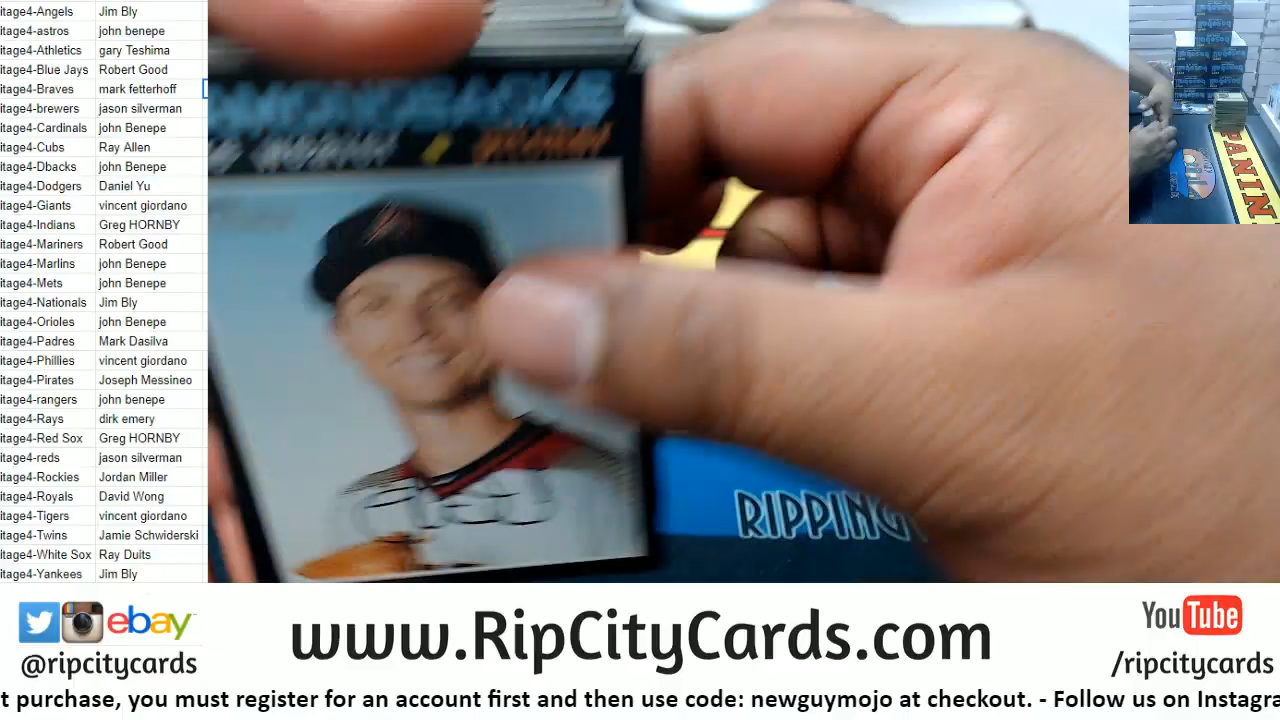 itage4-Angels Jim Bly
itage4-astros john benepe
itage4-Athletics gary Teshima
itage4-Blue Jays Robert Good
itage4-Braves mark fetterhoff
itage4-brewers jason silverman
itage4-Cardinals john Benepe
itage4-Cubs Ray Allen
itage4-Dbacks john Benepe
itage4-Dodgers Daniel Yu
itage4-Giants vincent giordano
itage4-Indians Greg HORNBY
itage4-Mariners Robert Good
itage4-Marlins john Benepe
itage4-Mets john Benepe
itage4-Nationals Jim Bly
itage4-Orioles john Benepe
itage4-Padres Mark Dasilva
itage4-Phillies vincent giordano
itage4-Pirates Joseph Messineo
itage4-rangers john benepe
itage4-Rays dirk emery
itage4-Red Sox Greg HORNBY
itage4-reds jason silverman
itage4-Rockies Jordan Miller
itage4-Royals David Wong
itage4-Tigers vincent giordano
itage4-Twins Jamie Schwiderski
itage4-White Sox Ray Duits
itage4-Yankees Jim Bly
PANINI
RIPPING
ebay
@ripcitycards
www.RipCityCards.com
YouTube
/ripcitycards
t purchase, you must register for an account first and then use code: newguymojo at checkout. - Follow us on Instagra